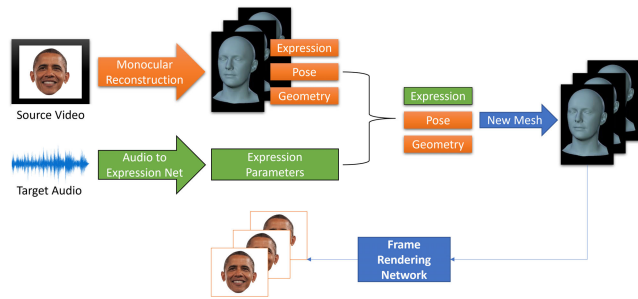 Source Video
Monocular
Reconstruction
Expression
Pose
Geometry
Target Audio
Audio to
Expression Net
Expression
Parameters
Expression
Pose
Geometry
New Mesh
Frame
Rendering
Network